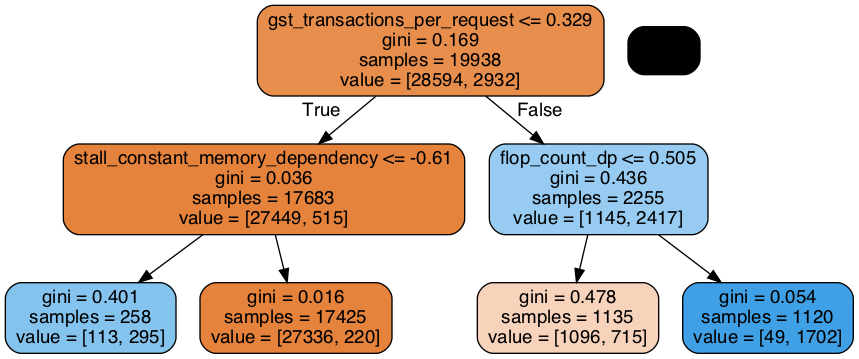 gst_transactions_per_request <= 0.329
gini = 0.169
samples = 19938
value = [28594, 2932]
True
False
stall_constant_memory_dependency <= -0.61
gini = 0.036
samples = 17683
value = [27449, 515]
flop_count_dp <= 0.505
gini = 0.436
samples = 2255
value = [1145, 2417]
gini = 0.401
samples = 258
value = [113, 295]
gini = 0.016
samples = 17425
value = [27336, 220]
gini = 0.478
samples = 1135
value = [1096, 715]
gini = 0.054
samples = 1120
value = [49, 1702]